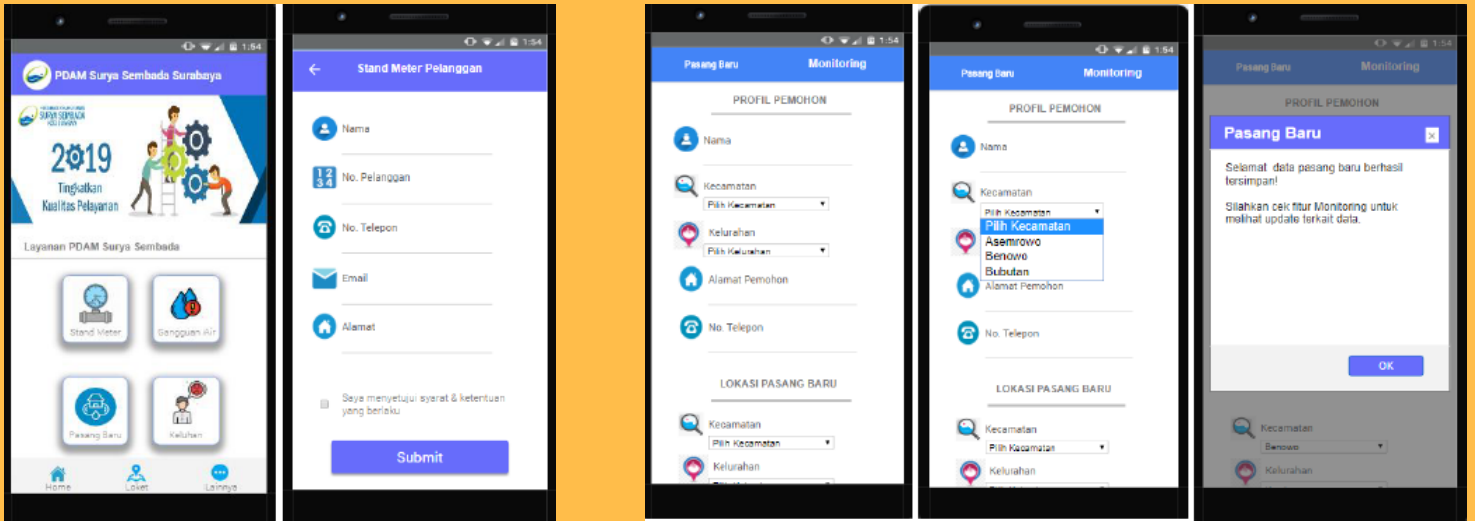 1:54
PDAM Surya Sembada Surabaya
SURYA SEMBADA
2019
Tingkatkan
Kualitas Pelayanan
Layanan PDAM Surya Sembada
Stand Meter
Gangguan Air
Pasang Baru
Keluhan
Home
Loket
Lainnya
1:54
Stand Meter Pelanggan
Nama
1 2
3 4
No. Pelanggan
No. Telepon
Email
Alamat
Saya menyetujui syarat & ketentuan
yang berlaku
Submit
1:54
Pasang Baru
Monitoring
PROFIL PEMOHON
Nama
Kecamatan
Pilih Kecamatan
Kelurahan
Pilih Kelurahan
Alamat Pemohon
No. Telepon
LOKASI PASANG BARU
Kecamatan
Pilih Kecamatan
Kelurahan
1:54
Pasang Baru
Monitoring
PROFIL PEMOHON
Nama
Kecamatan
Pilih Kecamatan
Pilih Kecamatan
Asemrowo
Benowo
Bubutan
Alamat Pemohon
No. Telepon
LOKASI PASANG BARU
Kecamatan
Pilih Kecamatan
Kelurahan
1:54
Pasang Baru
Monitoring
PROFIL PEMOHON
Pasang Baru
Selamat data pasang baru berhasil
tersimpan!
Silahkan cek fitur Monitoring untuk
melihat update terkait data.
OK
Kecamatan
Benowo
Kelurahan